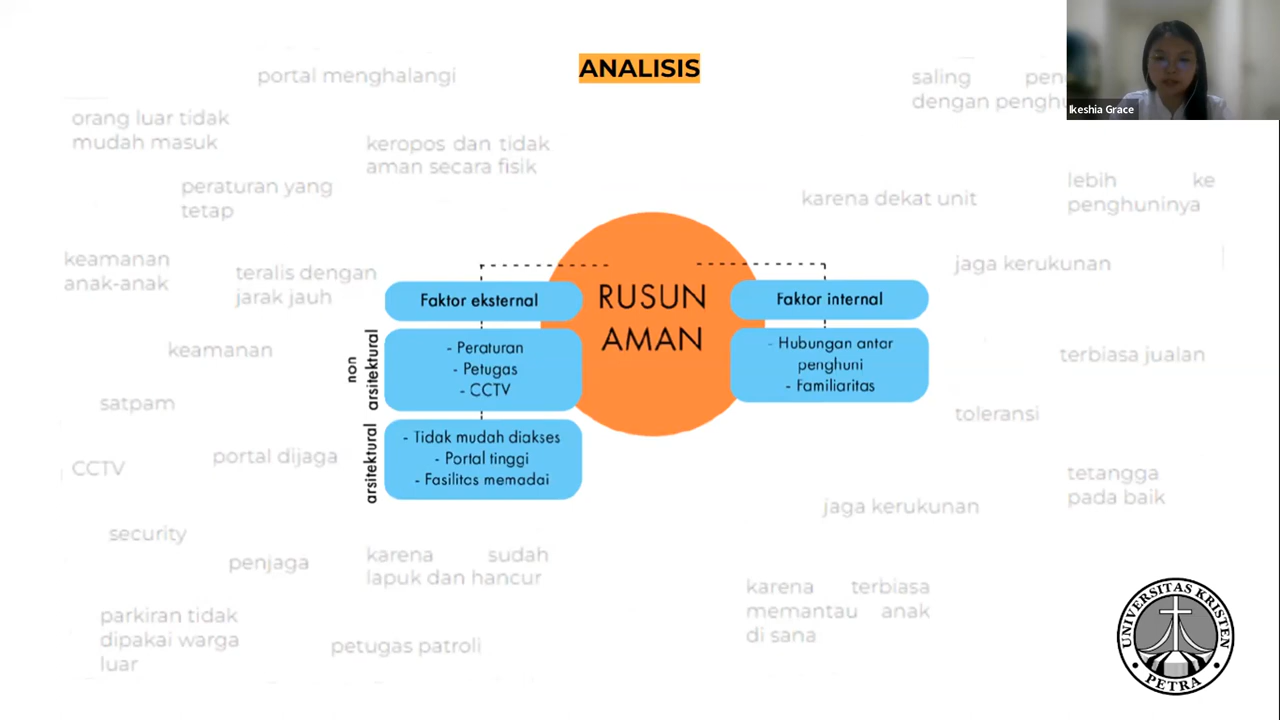 ANALISIS
portal menghalangi
saling
dengan
Ikeshia Grace
orang luar tidak
mudah masuk
keropos dan tidak
aman secara fisik
peraturan yang
tetap
karena dekat unit
lebih ke
penghuninya
keamanan
anak-anak
teralis dengan
jarak jauh
jaga kerukunan
RUSUN
AMAN
Faktor eksternal
Faktor internal
non
arsitektural
- Peraturan
- Petugas
- CCTV
- Hubungan antar
penghuni
- Familiaritas
keamanan
terbiasa jualan
satpam
toleransi
arsitektural
- Tidak mudah diakses
- Portal tinggi
- Fasilitas memadai
CCTV
portal dijaga
tetangga
pada baik
jaga kerukunan
security
penjaga
karena sudah
lapuk dan hancur
karena terbiasa
memantau anak
di sana
parkiran tidak
dipakai warga
luar
petugas patroli
UNIVERSITAS KRISTEN
PETRA